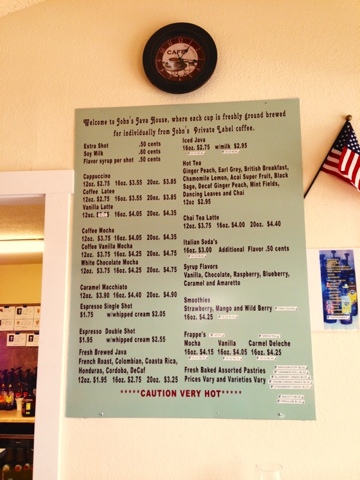 CAFE
Welcome to John's Java House, where each cup is freshly ground brewed
for individually from John's Private Label coffee.
Extra Shot .50 cents
Soy Milk .60 cents
Flavor syrup per shot .50 cents
Cappuccino
12oz. $2.75 16oz. $3.55 20oz. $3.85
Coffee Latee
12oz. $2.75 16oz. $3.55 20oz. $3.85
Vanilla Latte
12oz. 16oz. $4.05 20oz. $4.35
Coffee Mocha
12oz. $3.75 16oz. $4.05 20oz. $4.35
Coffee Vanilla Mocha
12oz. $3.75 16oz. $4.25 20oz. $4.75
White Chocolate Mocha
12oz. $3.75 16oz. $4.25 20oz. $4.75
Caramel Macchiato
12oz. $3.90 16oz. $4.40 20oz. $4.90
Espresso Single Shot
$1.75 w/whipped cream $2.05
Espresso Double Shot
$1.95 w/whipped cream $2.55
Fresh Brewed Java
French Roast, Columbian, Coasta Rica,
Honduras, Cordoba, DeCaf
12oz. $1.95 16oz. $2.75 20oz. $3.25
Iced Java
16oz. $2.75 w/milk $2.95
Hot Tea
Ginger Peach, Earl Grey, British Breakfast,
Chamomile Lemon, Acai Super Fruit, Black
Sage, Decaf Ginger Peach, Mint Fields,
Dancing Leaves and Chai
12oz $2.95
Chai Tea Latte
12oz. $3.75 16oz. $4.00 20oz. $4.40
Italian Soda's
16oz. $3.00 Additional Flavor .50 cents
Syrup Flavors
Vanilla, Chocolate, Raspberry, Blueberry,
Caramel and Amaretto
Smoothies
Strawberry, Mango and Wild Berry
16oz. $4.25
Frappe's
Mocha Vanilla Carmel Deleche
16oz. $4.15 16oz. $4.05 16oz. $4.25
Fresh Baked Assorted Pastries
Prices Vary and Varieties Vary
*****CAUTION VERY HOT*****